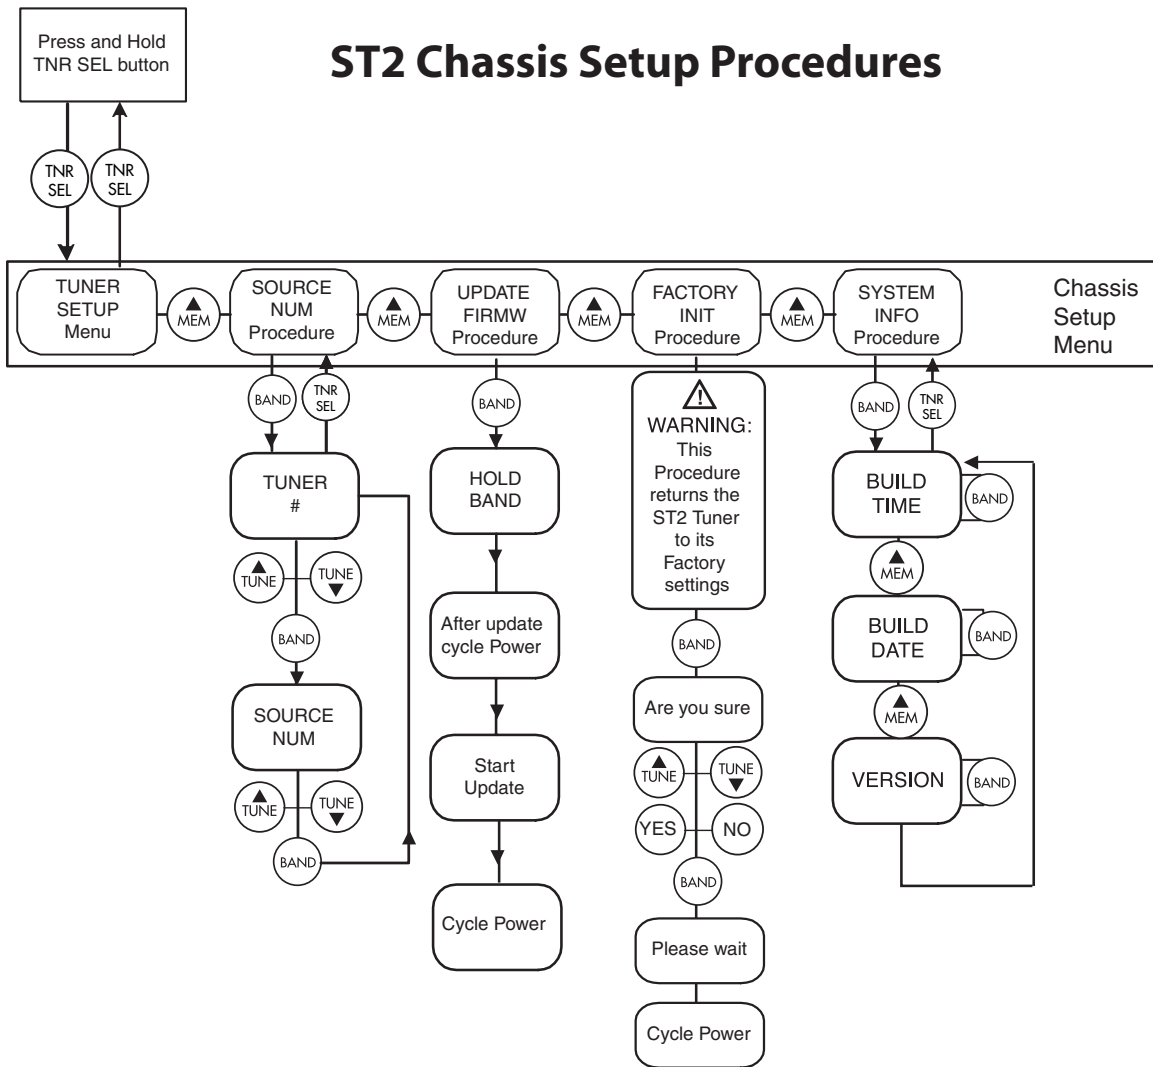 Press and Hold
TNR SEL button
ST2 Chassis Setup Procedures
TNR
SEL
TNR
SEL
TUNER
SETUP
Menu
▲
MEM
SOURCE
NUM
Procedure
▲
MEM
UPDATE
FIRMW
Procedure
▲
MEM
FACTORY
INIT
Procedure
▲
MEM
SYSTEM
INFO
Procedure
Chassis
Setup
Menu
BAND
TNR
SEL
TUNER
#
▲
TUNE
TUNE
▼
BAND
SOURCE
NUM
▲
TUNE
TUNE
▼
BAND
BAND
HOLD
BAND
After update
cycle Power
Start
Update
Cycle Power
⚠
WARNING:
This
Procedure
returns the
ST2 Tuner
to its
Factory
settings
BAND
Are you sure
▲
TUNE
TUNE
▼
YES
NO
BAND
Please wait
Cycle Power
BAND
TNR
SEL
BUILD
TIME
BAND
▲
MEM
BUILD
DATE
BAND
▲
MEM
VERSION
BAND